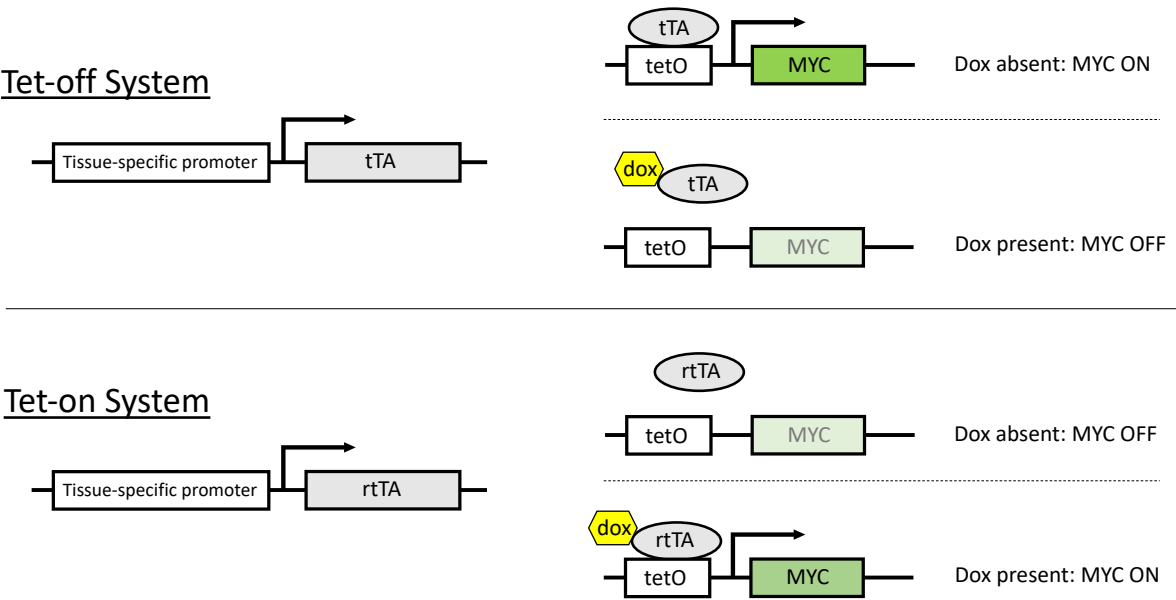 tTA
tetO
MYC
Dox absent: MYC ON
Tet-off System
Tissue-specific promoter
tTA
dox
tTA
tetO
MYC
Dox present: MYC OFF
rtTA
Tet-on System
tetO
MYC
Dox absent: MYC OFF
Tissue-specific promoter
rtTA
dox
rtTA
tetO
MYC
Dox present: MYC ON